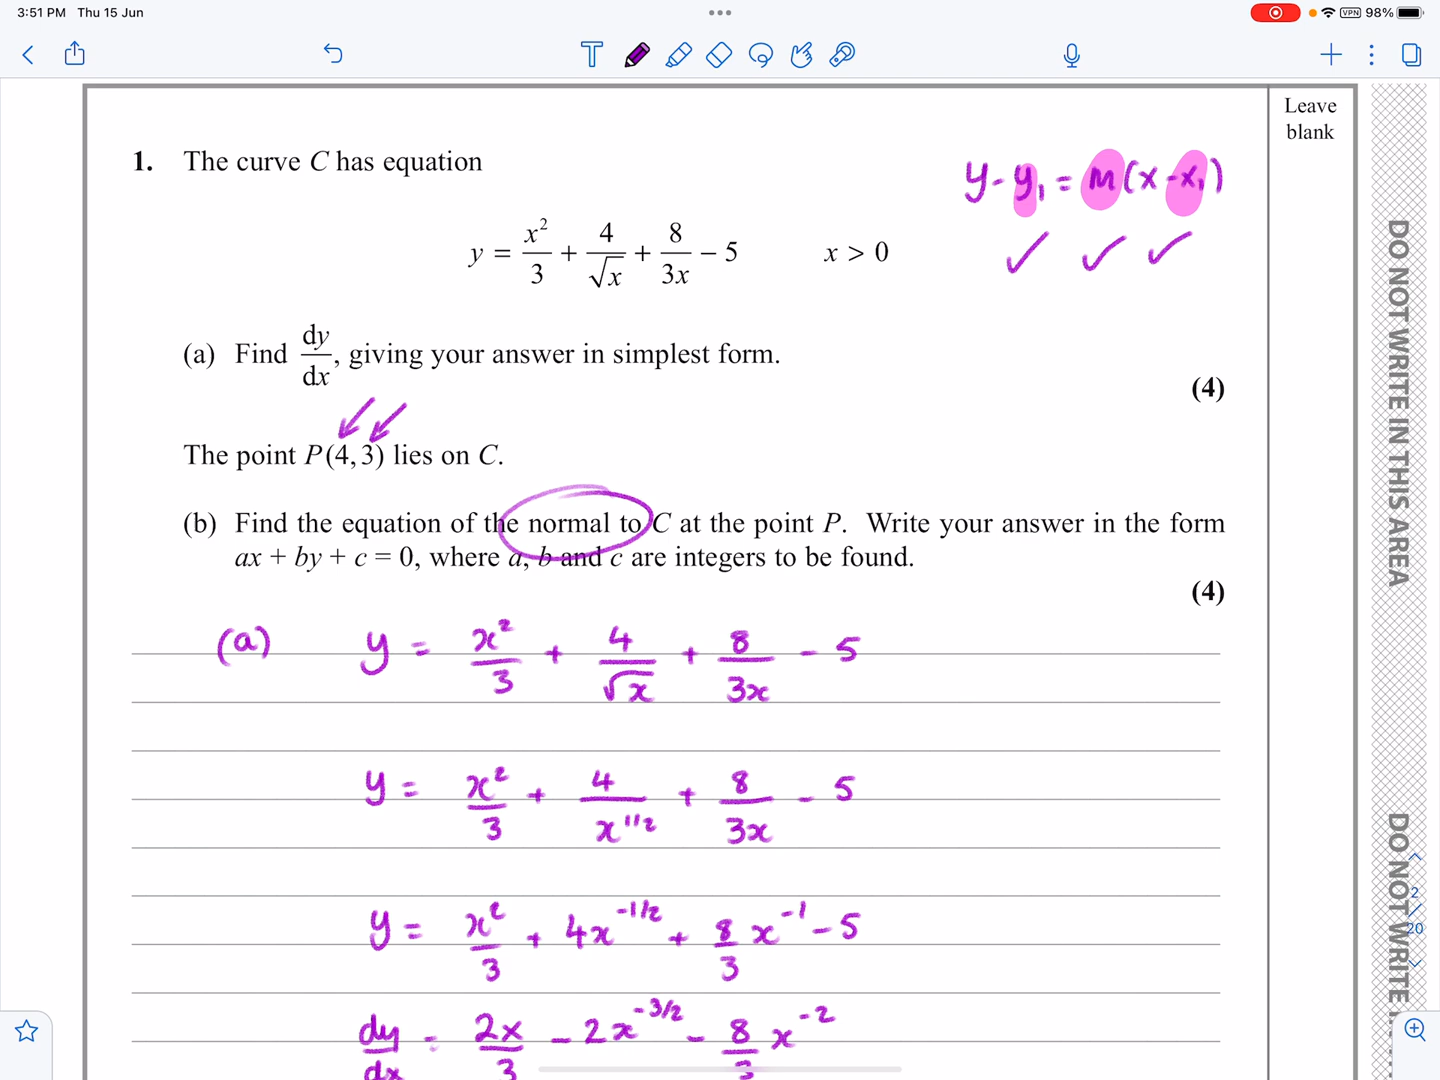 3:51 PM Thu 15 Jun
VPN 98%
T
Leave
blank
1. The curve C has equation
y - y₁ = m(x - x₁)
y = x²/3 + 4/√x + 8/3x − 5 x > 0
✓ ✓ ✓
(a) Find dy/dx, giving your answer in simplest form.
(4)
The point P(4, 3) lies on C.
(b) Find the equation of the normal to C at the point P. Write your answer in the form
ax + by + c = 0, where a, b and c are integers to be found.
(4)
(a) y = x²/3 + 4/√x + 8/3x - 5
y = x²/3 + 4/x^1/2 + 8/3x - 5
y = x²/3 + 4x^-1/2 + 8/3 x^-1 - 5
dy/dx = 2x/3 - 2x^-3/2 - 8/3 x^-2
DO NOT WRITE IN THIS AREA
DO NOT WRITE
2/20